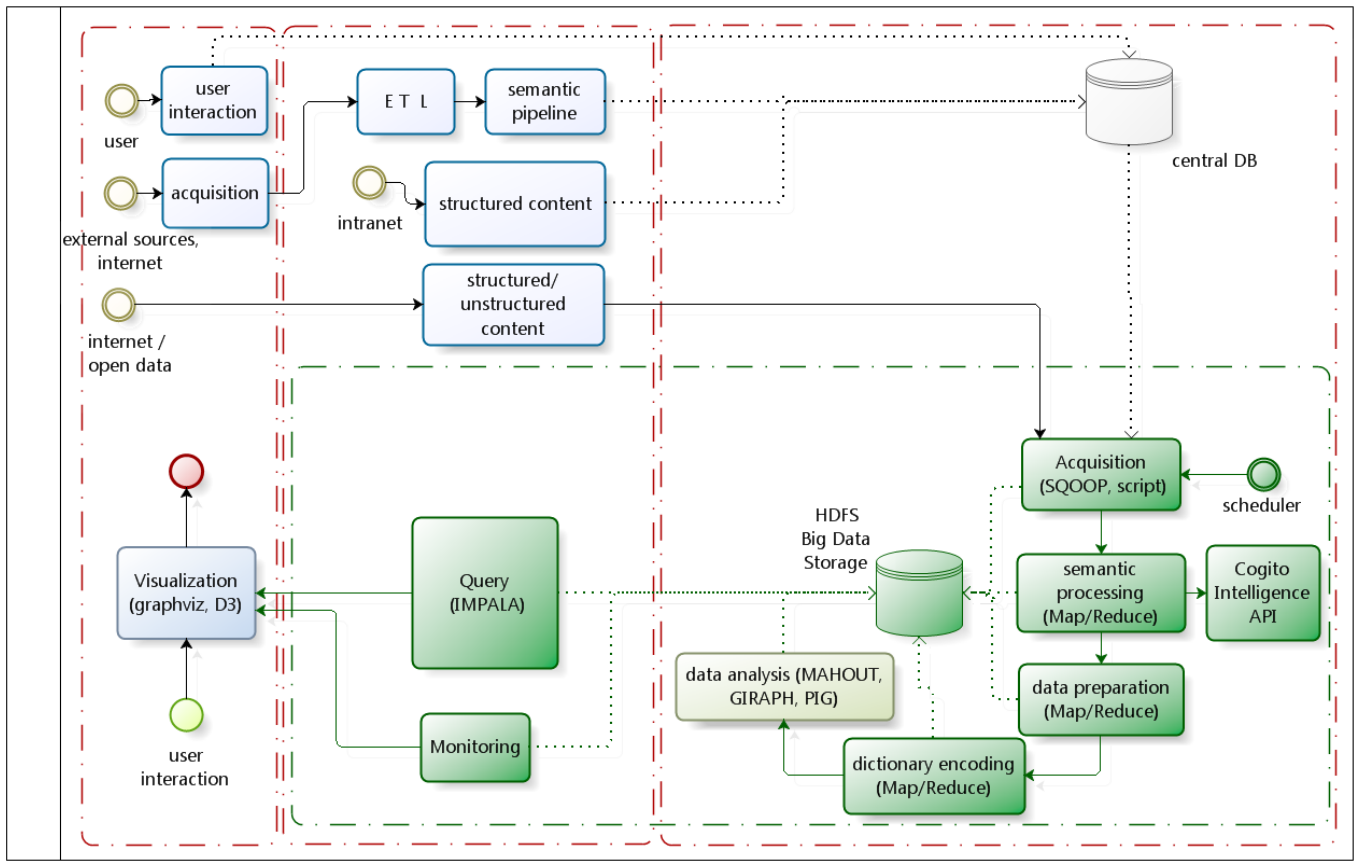 user
interaction
user
E T L
semantic
pipeline
central DB
acquisition
external sources,
internet
intranet
structured content
internet /
open data
structured/
unstructured
content
Acquisition
(SQOOP, script)
scheduler
HDFS
Big Data
Storage
Visualization
(graphviz, D3)
Query
(IMPALA)
semantic
processing
(Map/Reduce)
Cogito
Intelligence
API
data analysis (MAHOUT,
GIRAPH, PIG)
data preparation
(Map/Reduce)
user
interaction
Monitoring
dictionary encoding
(Map/Reduce)